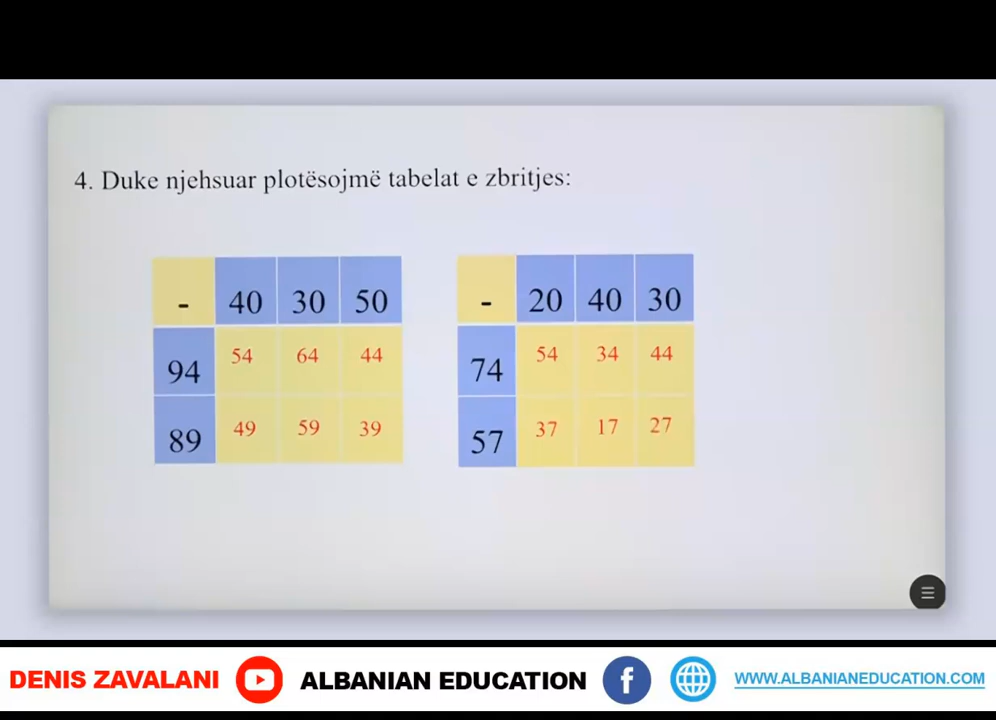 4. Duke njehsuar plotësojmë tabelat e zbritjes:
- 40 30 50
94 54 64 44
89 49 59 39
- 20 40 30
74 54 34 44
57 37 17 27
DENIS ZAVALANI ALBANIAN EDUCATION f WWW.ALBANIANEDUCATION.COM